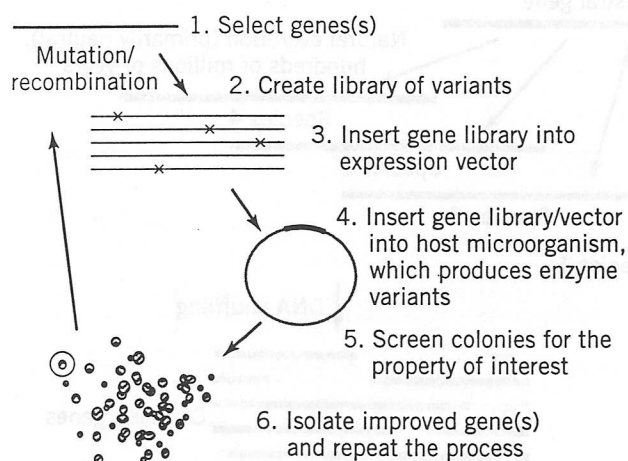 1. Select genes(s)
Mutation/
recombination
2. Create library of variants
3. Insert gene library into
expression vector
4. Insert gene library/vector
into host microorganism,
which produces enzyme
variants
5. Screen colonies for the
property of interest
6. Isolate improved gene(s)
and repeat the process